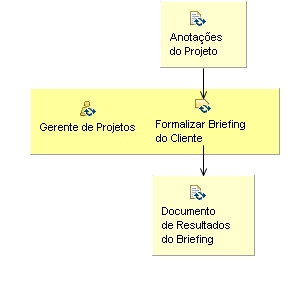 Anotações
do Projeto
Gerente de Projetos
Formalizar Briefing
do Cliente
Documento
de Resultados
do Briefing